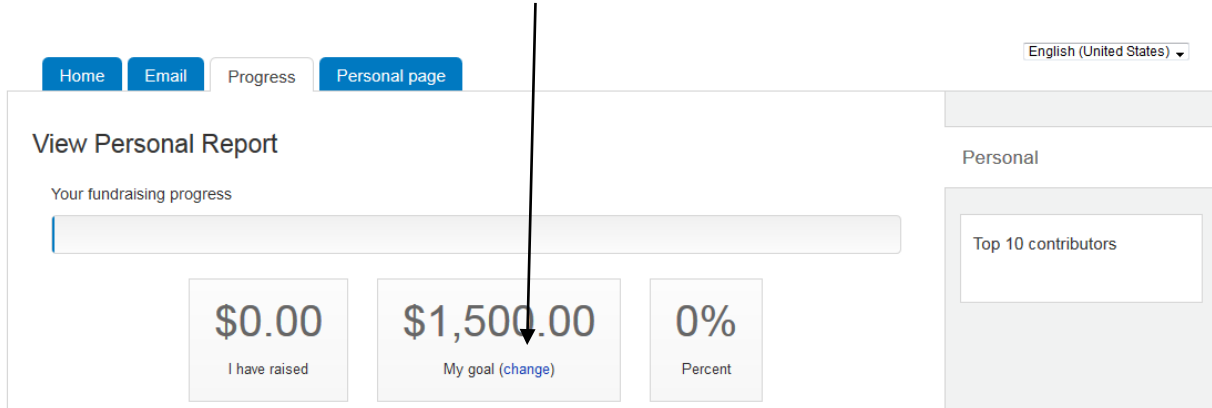 English (United States)
Home Email Progress Personal page
View Personal Report
Personal
Your fundraising progress
Top 10 contributors
$0.00 $1,500.00 0%
I have raised My goal (change) Percent